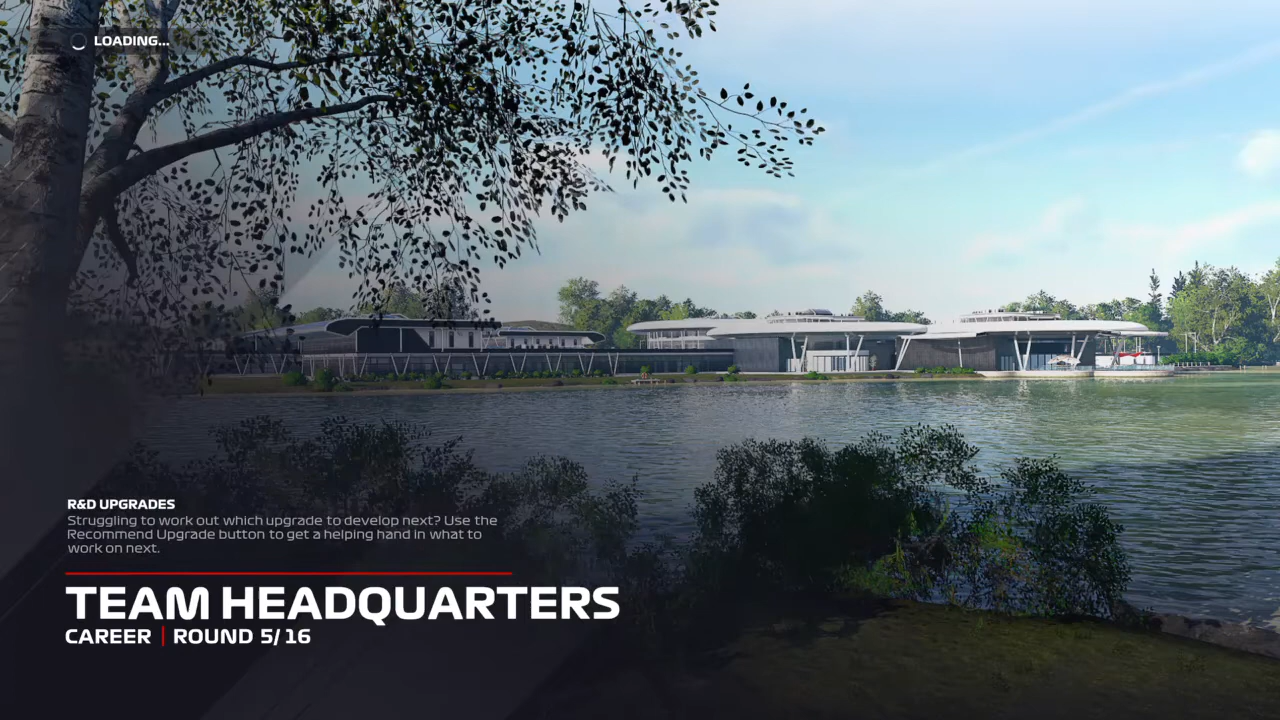 LOADING...
R&D UPGRADES
Struggling to work out which upgrade to develop next? Use the
Recommend Upgrade button to get a helping hand in what to
work on next.
TEAM HEADQUARTERS
CAREER | ROUND 5/16